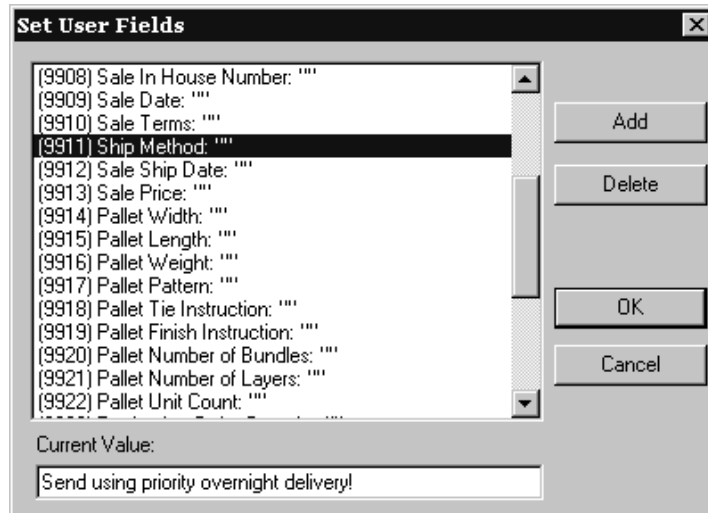 Set User Fields
(9908) Sale In House Number: ""
(9909) Sale Date: ""
(9910) Sale Terms: ""
(9911) Ship Method: ""
(9912) Sale Ship Date: ""
(9913) Sale Price: ""
(9914) Pallet Width: ""
(9915) Pallet Length: ""
(9916) Pallet Weight: ""
(9917) Pallet Pattern: ""
(9918) Pallet Tie Instruction: ""
(9919) Pallet Finish Instruction: ""
(9920) Pallet Number of Bundles: ""
(9921) Pallet Number of Layers: ""
(9922) Pallet Unit Count: ""
Add
Delete
OK
Cancel
Current Value:
Send using priority overnight delivery!